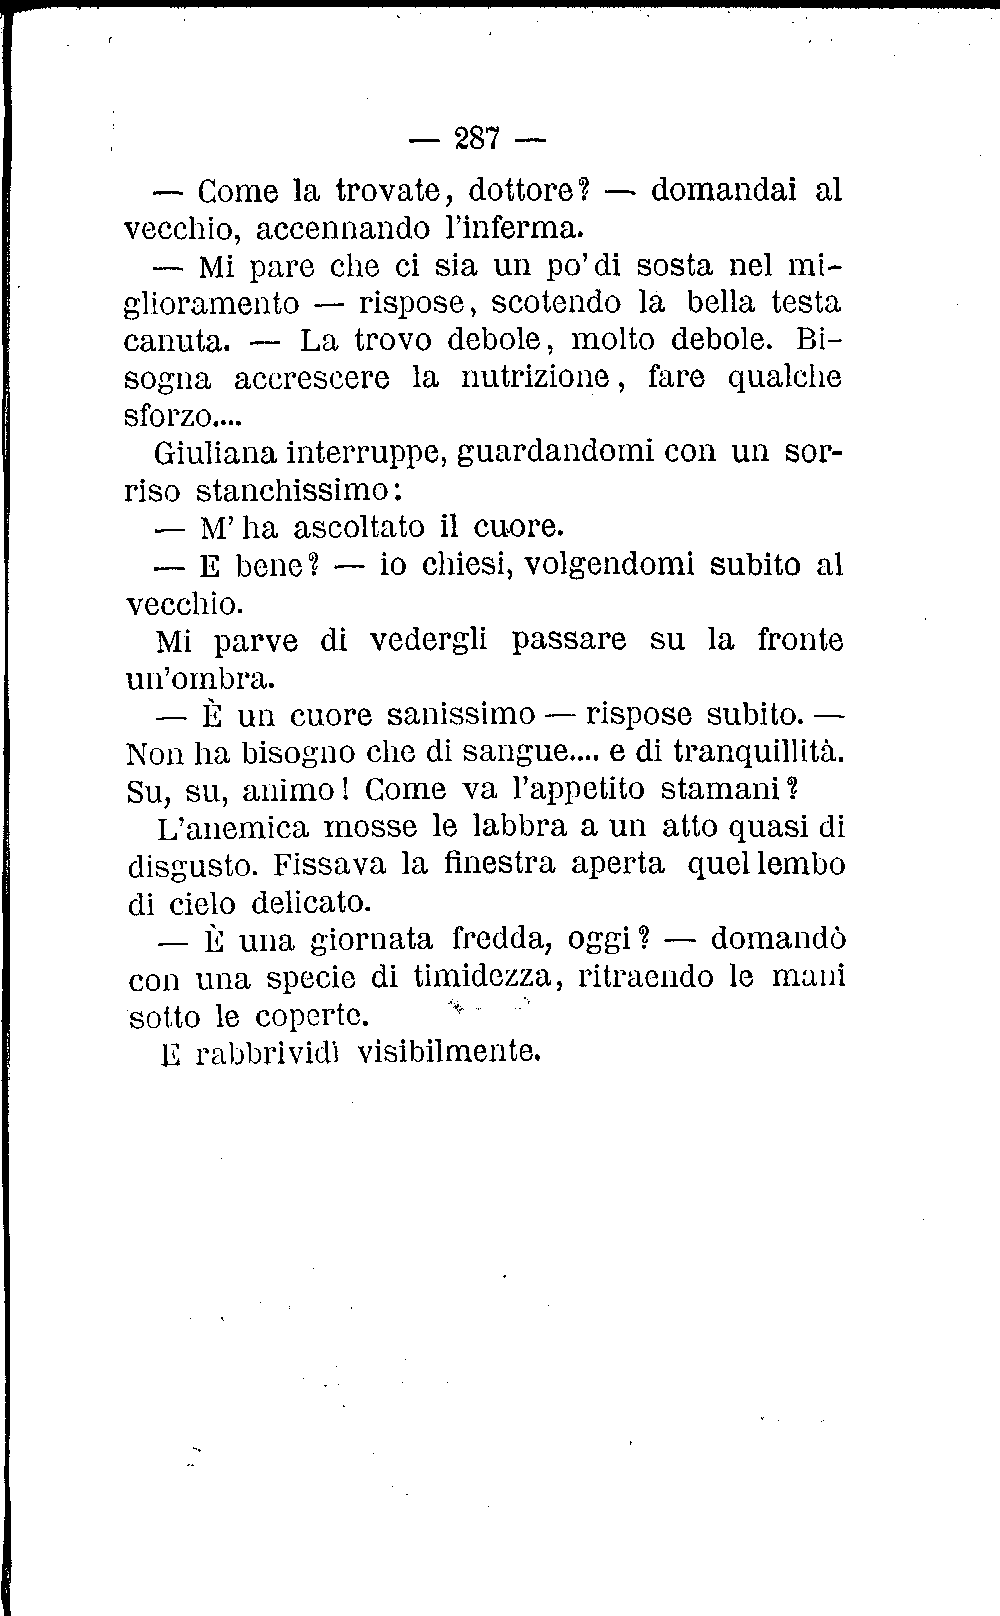 — 287 —
— Come la trovate, dottore? — domandai al
vecchio, accennando l'inferma.
— Mi pare che ci sia un po' di sosta nel mi-
glioramento — rispose, scotendo la bella testa
canuta. — La trovo debole, molto debole. Bi-
sogna accrescere la nutrizione, fare qualche
sforzo....
Giuliana interruppe, guardandomi con un sor-
riso stanchissimo:
— M' ha ascoltato il cuore.
— E bene? — io chiesi, volgendomi subito al
vecchio.
Mi parve di vedergli passare su la fronte
un'ombra.
— È un cuore sanissimo — rispose subito. —
Non ha bisogno che di sangue.... e di tranquillità.
Su, su, animo! Come va l'appetito stamani?
L'anemica mosse le labbra a un atto quasi di
disgusto. Fissava la finestra aperta quel lembo
di cielo delicato.
— È una giornata fredda, oggi? — domandò
con una specie di timidezza, ritraendo le mani
sotto le coperte.
E rabbrividì visibilmente.